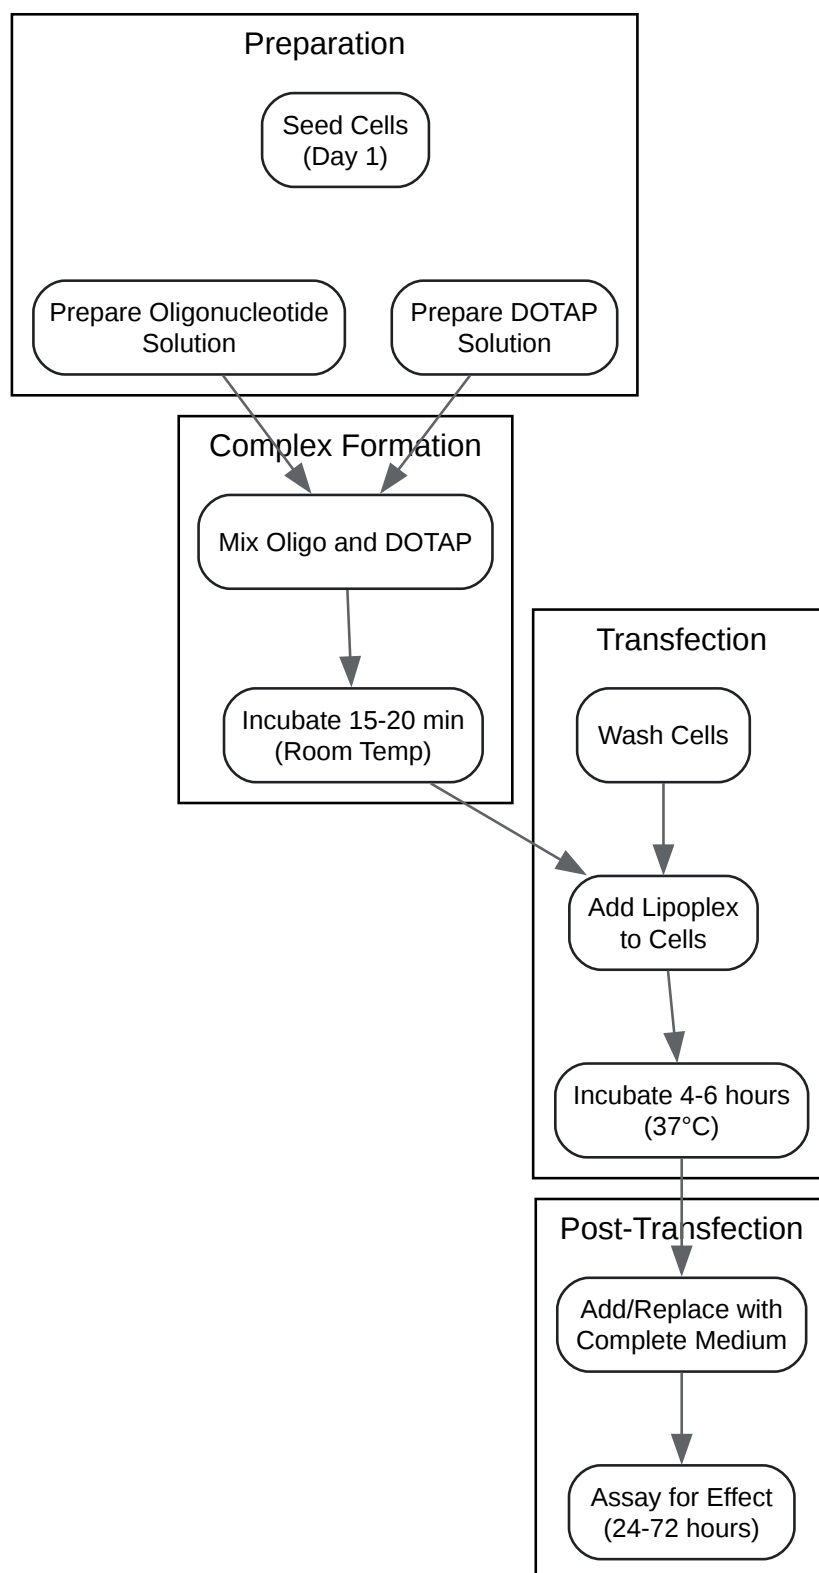 Preparation
Seed Cells
(Day 1)
Prepare Oligonucleotide
Solution
Prepare DOTAP
Solution
Complex Formation
Mix Oligo and DOTAP
Incubate 15-20 min
(Room Temp)
Transfection
Wash Cells
Add Lipoplex
to Cells
Incubate 4-6 hours
(37°C)
Post-Transfection
Add/Replace with
Complete Medium
Assay for Effect
(24-72 hours)